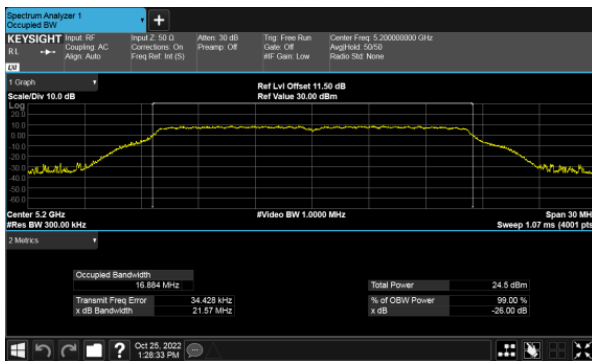 Spectrum Analyzer 1
Occupied BW
KEYSIGHT
RL
Input: RF
Coupling: AC
Align: Auto
Input Z: 50 Ω
Corrections: On
Freq Ref: Int (S)
Atten: 30 dB
Preamp: Off
Trig: Free Run
Gate: Off
#IF Gain: Low
Center Freq: 5.200000000 GHz
Avg|Hold: 50/50
Radio Std: None
1 Graph
Scale/Div 10.0 dB
Ref Lvl Offset 11.50 dB
Ref Value 30.00 dBm
Log
20.0
10.0
0.00
-10.0
-20.0
-30.0
-40.0
-50.0
-60.0
Center 5.2 GHz
#Video BW 1.0000 MHz
Span 30 MH
#Res BW 300.00 kHz
Sweep 1.07 ms (4001 pts
2 Metrics
Occupied Bandwidth
16.884 MHz
Total Power 24.5 dBm
Transmit Freq Error 34.428 kHz
% of OBW Power 99.00 %
x dB Bandwidth 21.57 MHz
x dB -26.00 dB
Oct 25, 2022
1:28:33 PM